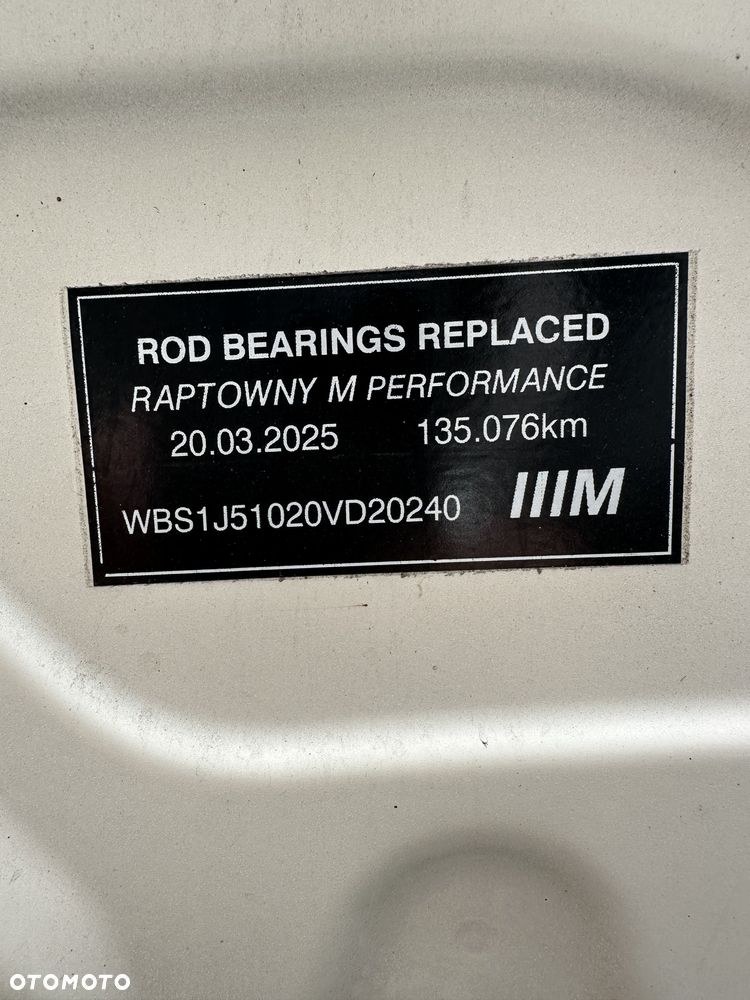 ROD BEARINGS REPLACED
RAPTOWNY M PERFORMANCE
20.03.2025 135.076km
WBS1J51020VD20240 IIIM
OTOMOTO